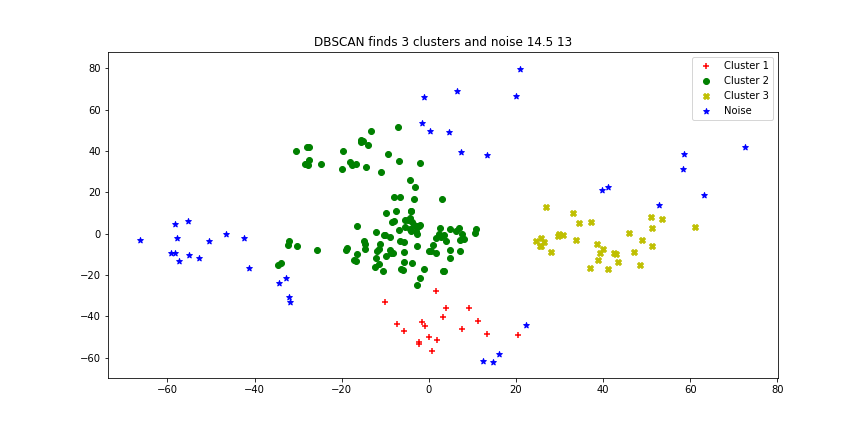 DBSCAN finds 3 clusters and noise 14.5 13
Cluster 1
Cluster 2
Cluster 3
Noise
80
60
40
20
0
−20
−40
−60
−60 −40 −20 0 20 40 60 80